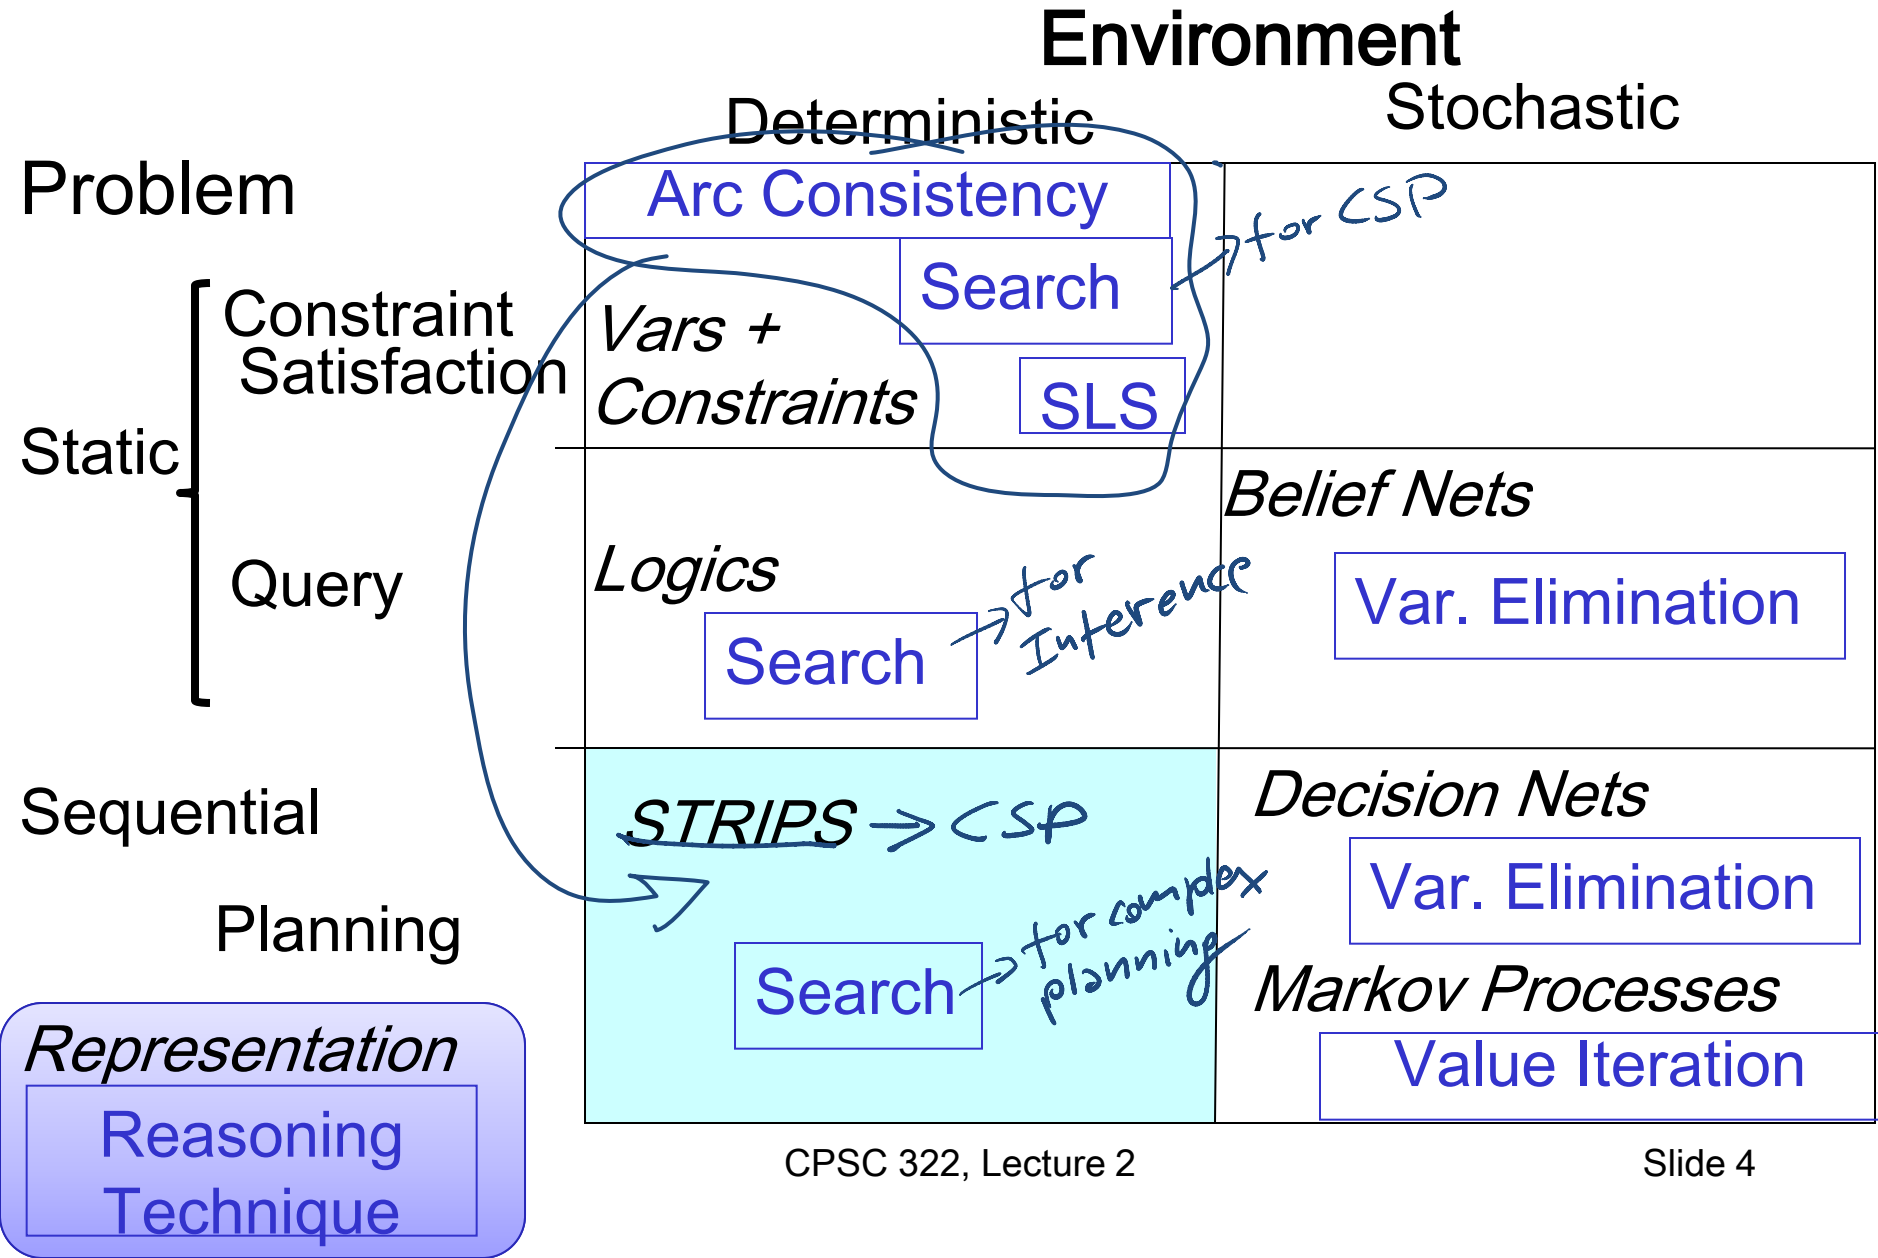 Environment
Deterministic
Stochastic
Problem
Arc Consistency
for CSP
Search
Constraint
Satisfaction
Vars +
Constraints
SLS
Static
Belief Nets
Query
Logics
for
Inference
Var. Elimination
Search
Sequential
STRIPS → CSP
Decision Nets
Var. Elimination
Planning
for complex
planning
Search
Markov Processes
Value Iteration
Representation
Reasoning
Technique
CPSC 322, Lecture 2
Slide 4